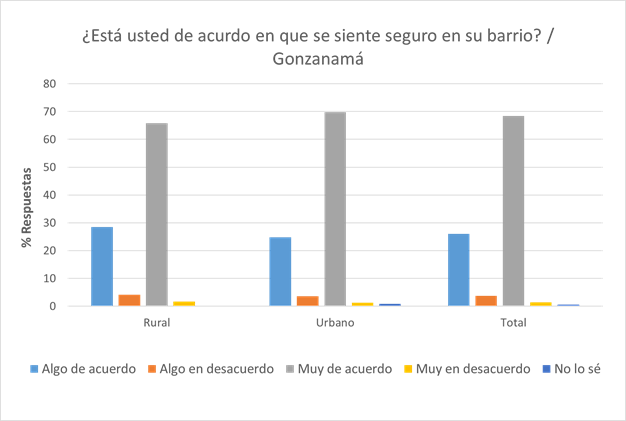 ¿Está usted de acurdo en que se siente seguro en su barrio? /
Gonzanamá
80
70
60
50
40
30
20
10
0
% Respuestas
Rural Urbano Total
Algo de acuerdo Algo en desacuerdo Muy de acuerdo Muy en desacuerdo No lo sé